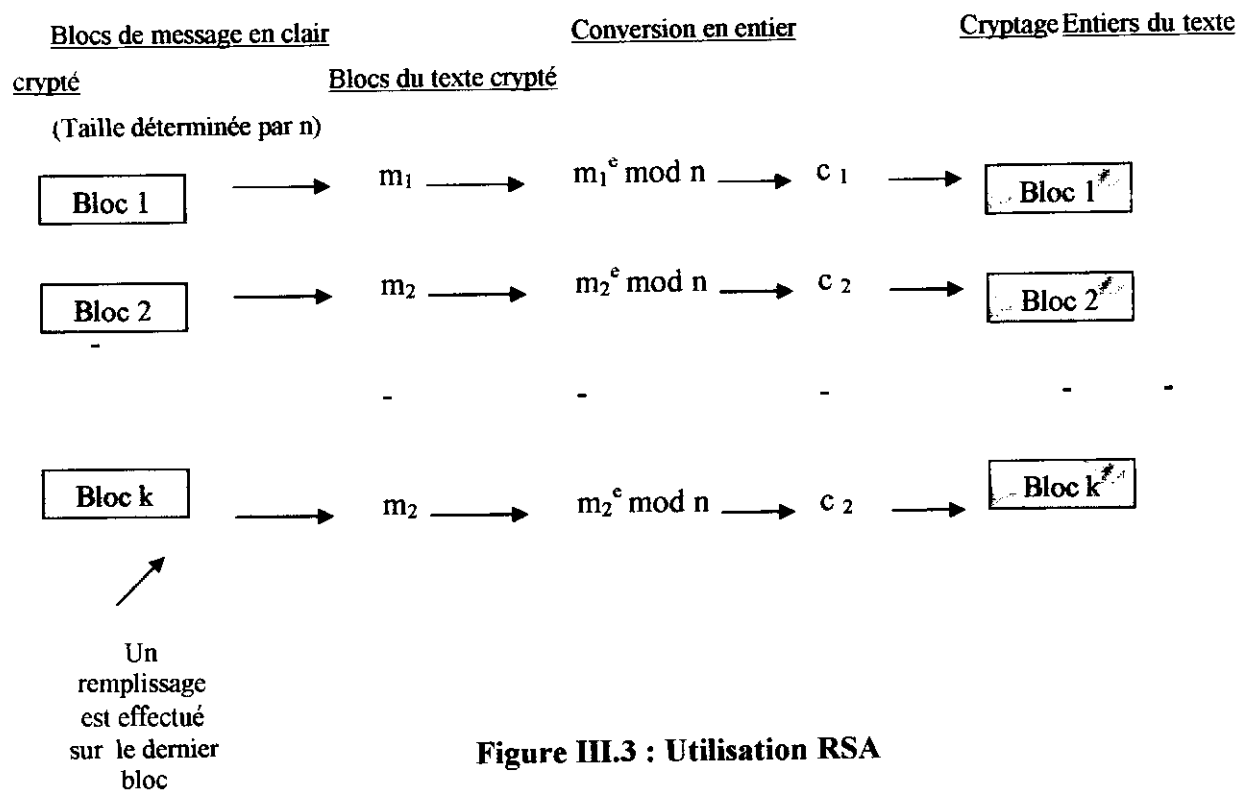 Blocs de message en clair Conversion en entier Cryptage Entiers du texte
crypté Blocs du texte crypté
(Taille déterminée par n)
Bloc 1 m₁ m₁ᵉ mod n c ₁ Bloc 1
Bloc 2 m₂ m₂ᵉ mod n c ₂ Bloc 2
-
- - - - -
Bloc k m₂ m₂ᵉ mod n c ₂ Bloc k
Un
remplissage
est effectué
sur le dernier
bloc
Figure III.3 : Utilisation RSA